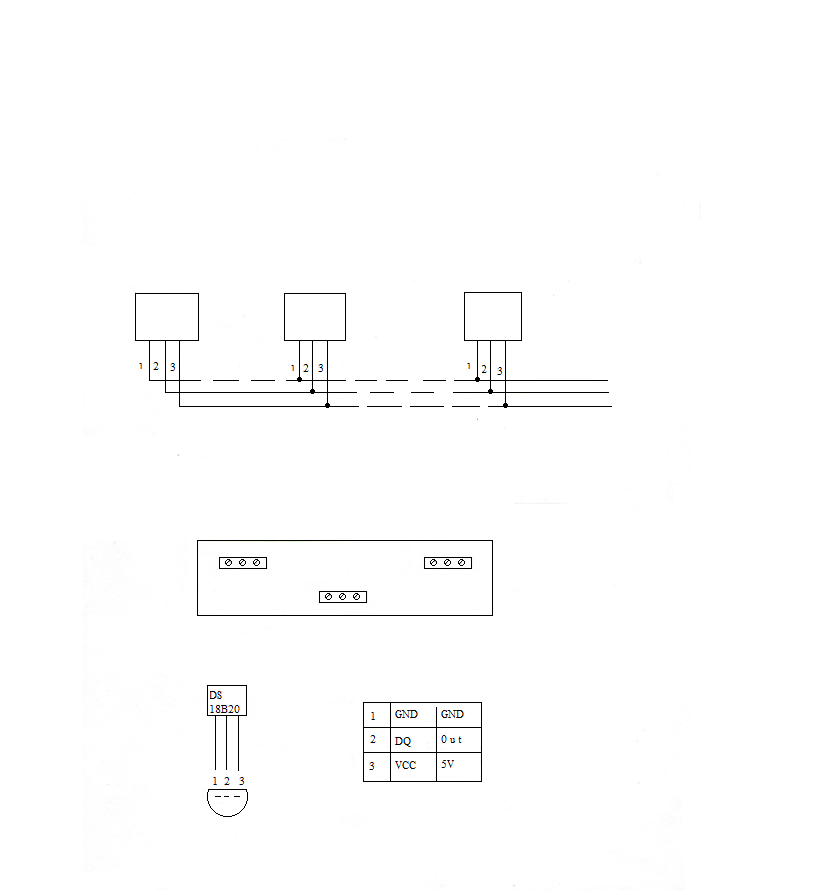 1 2 3 1 2 3 1 2 3
DS
18B20
1 2 3
1 GND GND
2 DQ 0 u t
3 VCC 5V